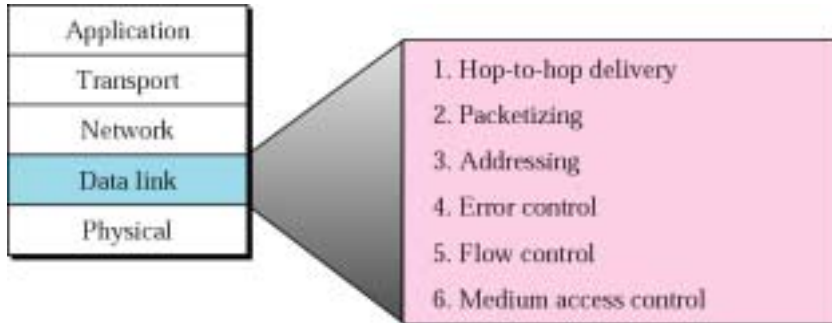 Application
Transport
Network
Data link
Physical
1. Hop-to-hop delivery
2. Packetizing
3. Addressing
4. Error control
5. Flow control
6. Medium access control